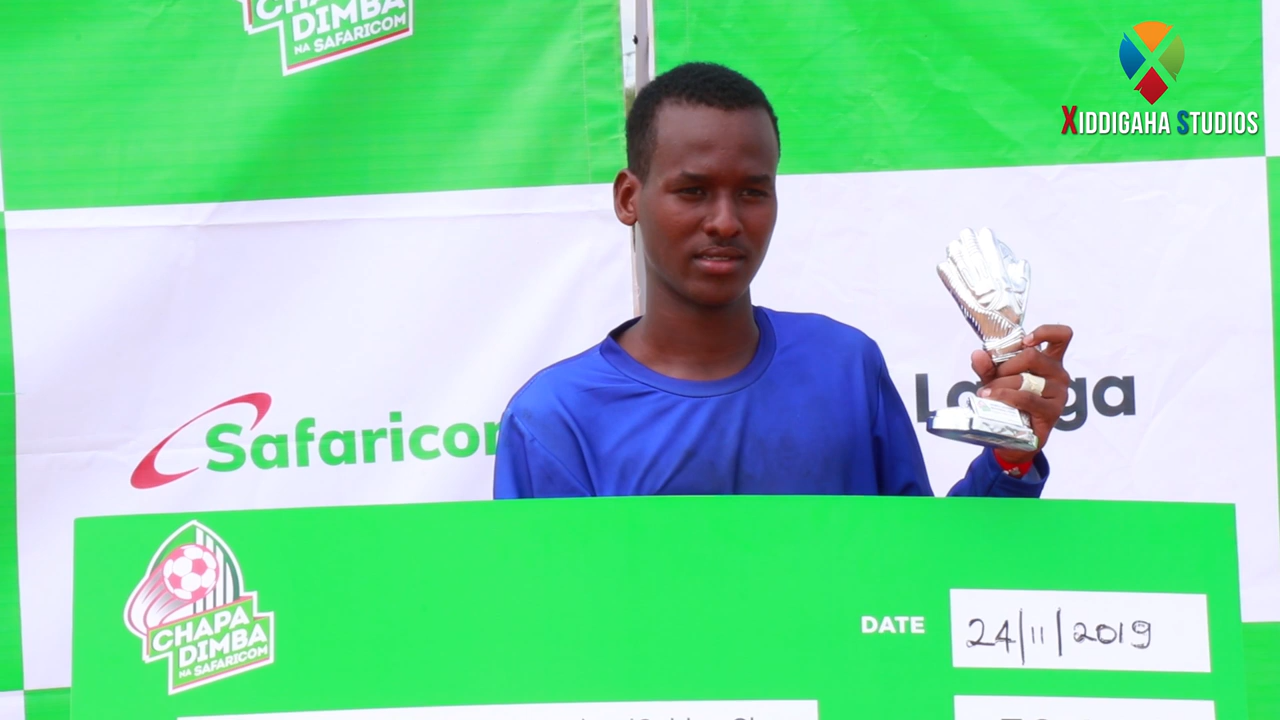 CHAPA
DIMBA
NA SAFARICOM
XIDDIGAHA STUDIOS
Safaricom
CHAPA
DIMBA
NA SAFARICOM
DATE 24/11/2019